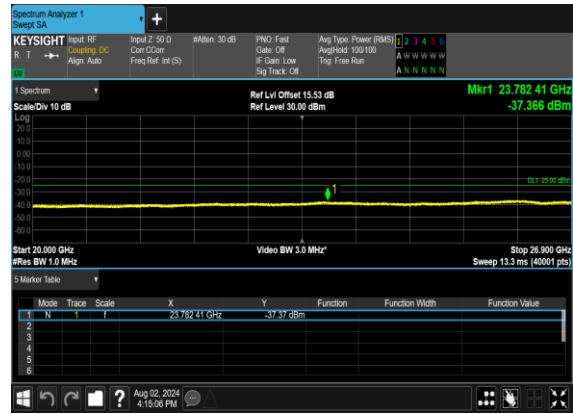 Spectrum Analyzer 1
Swept SA
+
KEYSIGHT Input: RF Input Z: 50 Ω #Atten: 30 dB PNO: Fast Avg Type: Power (RMS) 1 2 3 4 5 6
R T Coupling: DC Corr CCorr Gate: Off Avg|Hold: 100/100 A W W W W W
Align: Auto Freq Ref: Int (S) IF Gain: Low Trig: Free Run
LW Sig Track: Off A N N N N N
1 Spectrum Ref Lvl Offset 15.53 dB Mkr1 23.782 41 GHz
Scale/Div 10 dB Ref Level 30.00 dBm -37.366 dBm
Log
20.0
10.0
0.00
-10.0
-20.0
DL1 -25.00 dBm
-30.0
1
-40.0
-50.0
-60.0
Start 20.000 GHz Video BW 3.0 MHz* Stop 26.900 GHz
#Res BW 1.0 MHz Sweep 13.3 ms (40001 pts)
5 Marker Table
Mode Trace Scale X Y Function Function Width Function Value
1 N 1 f 23.782 41 GHz -37.37 dBm
2
3
4
5
6
? Aug 02, 2024
4:15:06 PM